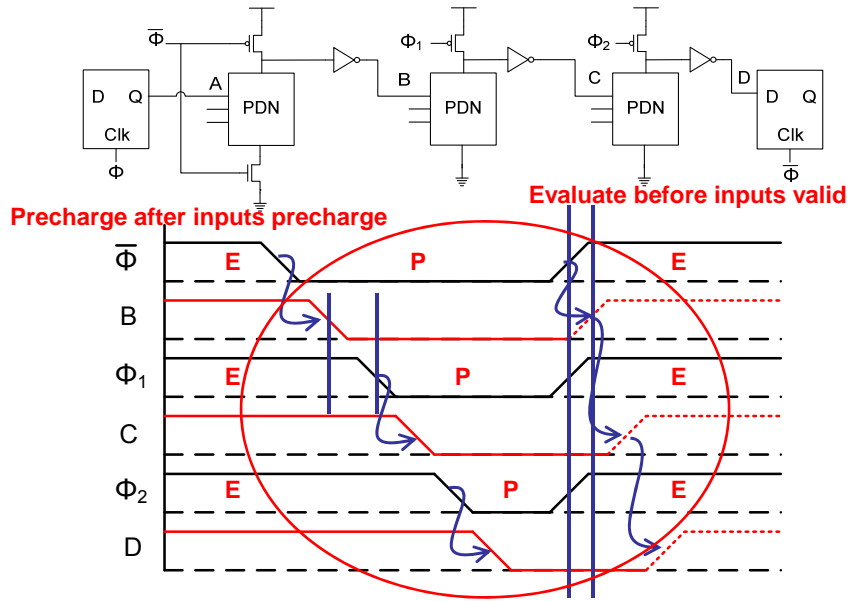 Φ̅ Φ₁ Φ₂
A B C D
D Q PDN PDN PDN D Q
Clk Clk
Φ Φ̅
Evaluate before inputs valid
Precharge after inputs precharge
Φ̅ E P E
B
Φ₁ E P E
C
Φ₂ E P E
D